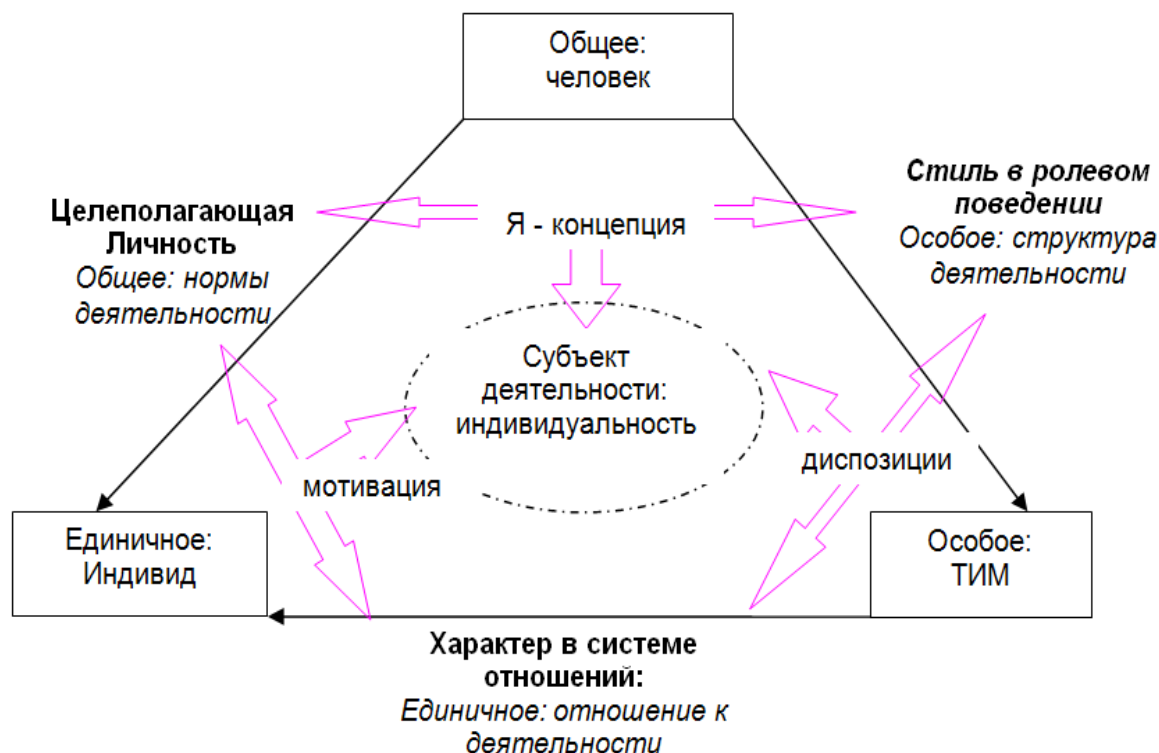 Общее:
человек
Целеполагающая
Личность
Общее: нормы
деятельности
Я - концепция
Стиль в ролевом
поведении
Особое: структура
деятельности
Субъект
деятельности:
индивидуальность
мотивация
диспозиции
Единичное:
Индивид
Особое:
ТИМ
Характер в системе
отношений:
Единичное: отношение к
деятельности